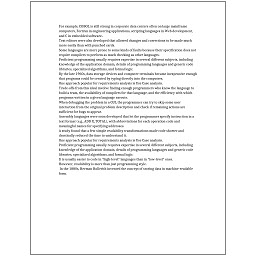 For example, COBOL is still strong in corporate data centers often on large mainframe
computers, Fortran in engineering applications, scripting languages in Web development,
and C in embedded software.
Text editors were also developed that allowed changes and corrections to be made much
more easily than with punched cards.
Some languages are more prone to some kinds of faults because their specification does not
require compilers to perform as much checking as other languages.
Proficient programming usually requires expertise in several different subjects, including
knowledge of the application domain, details of programming languages and generic code
libraries, specialized algorithms, and formal logic.
By the late 1960s, data storage devices and computer terminals became inexpensive enough
that programs could be created by typing directly into the computers.
One approach popular for requirements analysis is Use Case analysis.
Trade-offs from this ideal involve finding enough programmers who know the language to
build a team, the availability of compilers for that language, and the efficiency with which
programs written in a given language execute.
When debugging the problem in a GUI, the programmer can try to skip some user
interaction from the original problem description and check if remaining actions are
sufficient for bugs to appear.
Assembly languages were soon developed that let the programmer specify instruction in a
text format (e.g., ADD X, TOTAL), with abbreviations for each operation code and
meaningful names for specifying addresses.
A study found that a few simple readability transformations made code shorter and
drastically reduced the time to understand it.
One approach popular for requirements analysis is Use Case analysis.
Proficient programming usually requires expertise in several different subjects, including
knowledge of the application domain, details of programming languages and generic code
libraries, specialized algorithms, and formal logic.
It is usually easier to code in "high-level" languages than in "low-level" ones.
However, readability is more than just programming style.
In the 1880s, Herman Hollerith invented the concept of storing data in machine-readable
form.